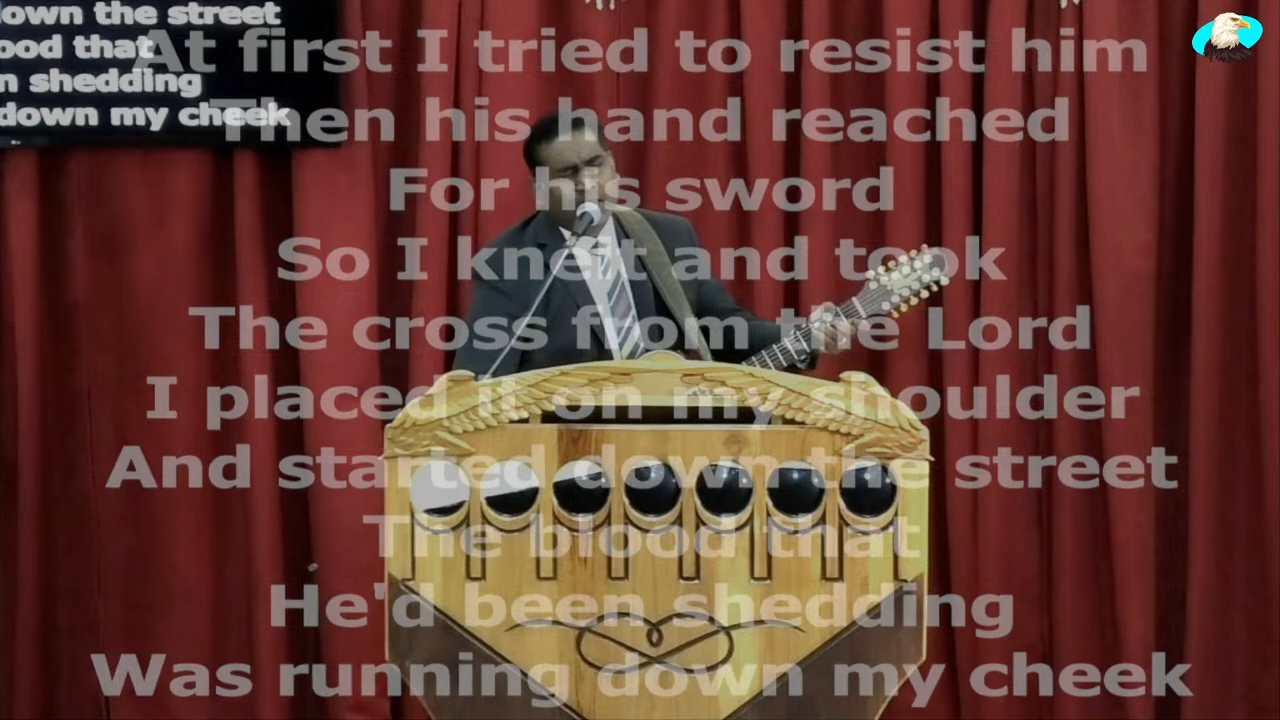 own the street
ood that
n shedding
down my cheek
At first I tried to resist him
Then his hand reached
For his sword
So I knelt and took
The cross from the Lord
I placed it on my shoulder
And started down the street
The blood that
He'd been shedding
Was running down my cheek